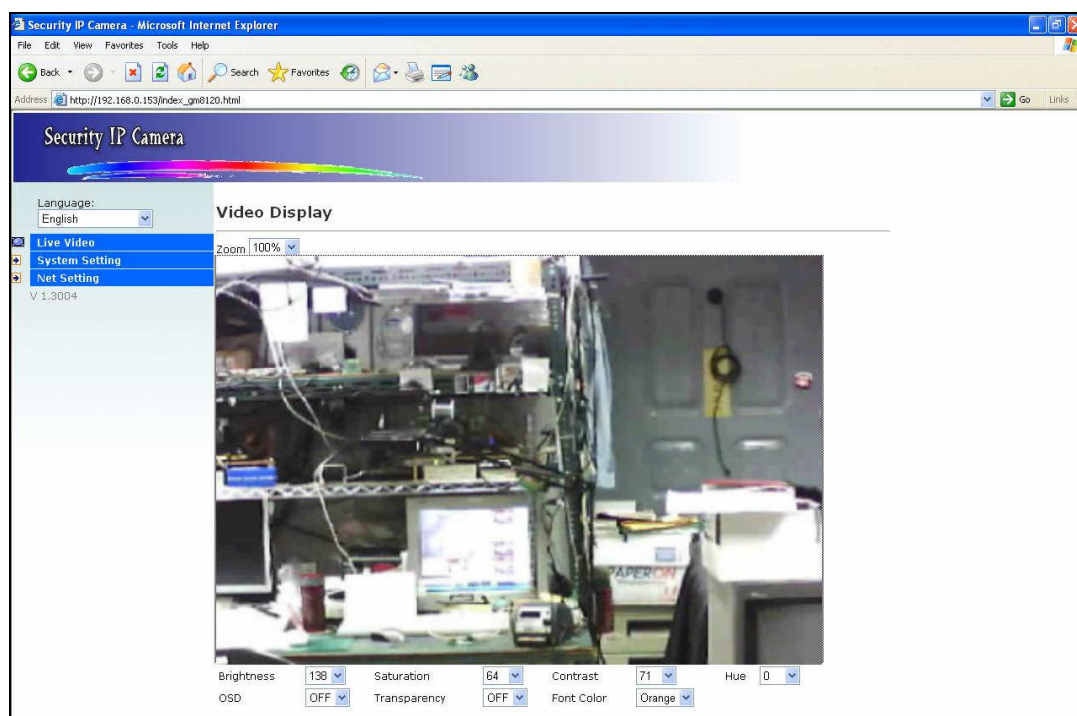 Security IP Camera - Microsoft Internet Explorer
File Edit View Favorites Tools Help
Back Search Favorites
Address http://192.168.0.153/index_gm8120.html Go Links
Security IP Camera
Language:
English
Live Video
System Setting
Net Setting
V 1.3004
Video Display
Zoom 100%
PAPERON
Brightness 138 Saturation 64 Contrast 71 Hue 0
OSD OFF Transparency OFF Font Color Orange